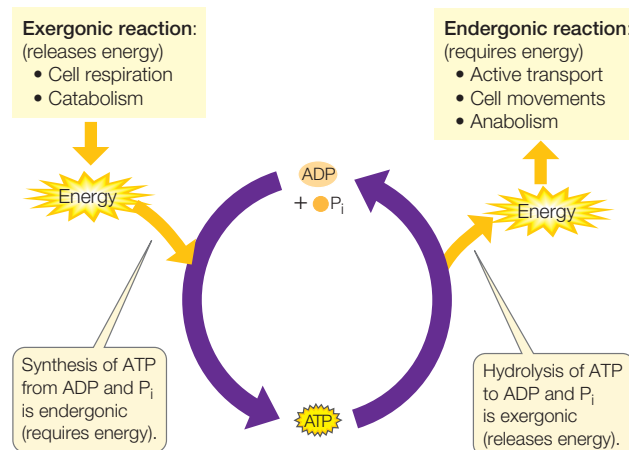 Exergonic reaction:
(releases energy)
• Cell respiration
• Catabolism
Endergonic reaction:
(requires energy)
• Active transport
• Cell movements
• Anabolism
Energy
ADP
+ Pi
Energy
Synthesis of ATP
from ADP and Pi
is endergonic
(requires energy).
ATP
Hydrolysis of ATP
to ADP and Pi
is exergonic
(releases energy).